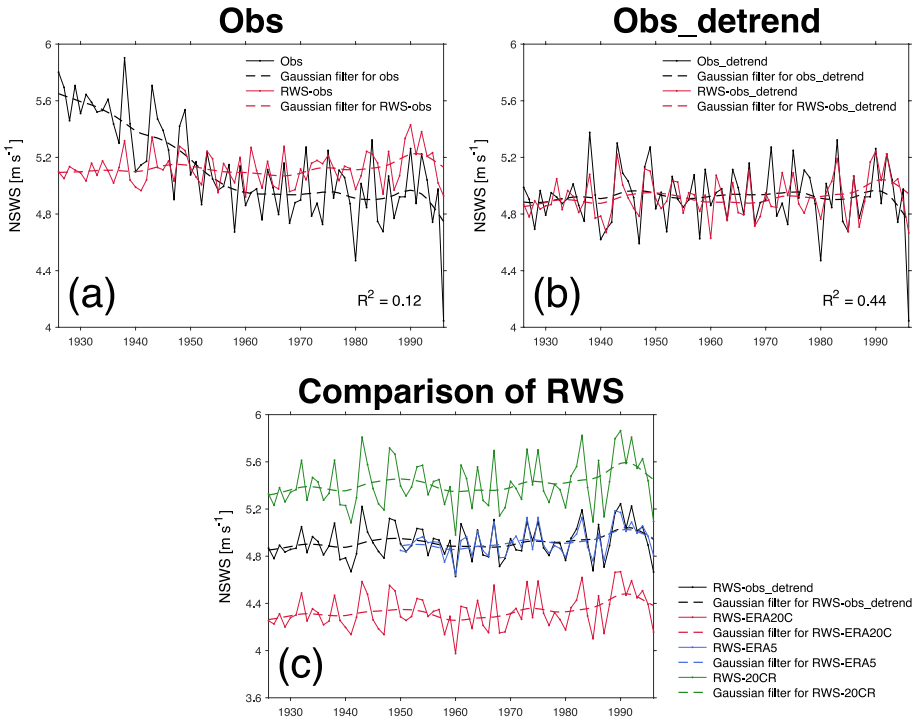 Obs
NSWS [m s⁻¹]
6
5.6
5.2
4.8
4.4
4
Obs
Gaussian filter for obs
RWS-obs
Gaussian filter for RWS-obs
(a)
R² = 0.12
1930 1940 1950 1960 1970 1980 1990
Obs_detrend
NSWS [m s⁻¹]
6
5.6
5.2
4.8
4.4
4
Obs_detrend
Gaussian filter for obs_detrend
RWS-obs_detrend
Gaussian filter for RWS-obs_detrend
(b)
R² = 0.44
1930 1940 1950 1960 1970 1980 1990
Comparison of RWS
NSWS [m s⁻¹]
6
5.6
5.2
4.8
4.4
4
3.6
(c)
1930 1940 1950 1960 1970 1980 1990
RWS-obs_detrend
Gaussian filter for RWS-obs_detrend
RWS-ERA20C
Gaussian filter for RWS-ERA20C
RWS-ERA5
Gaussian filter for RWS-ERA5
RWS-20CR
Gaussian filter for RWS-20CR